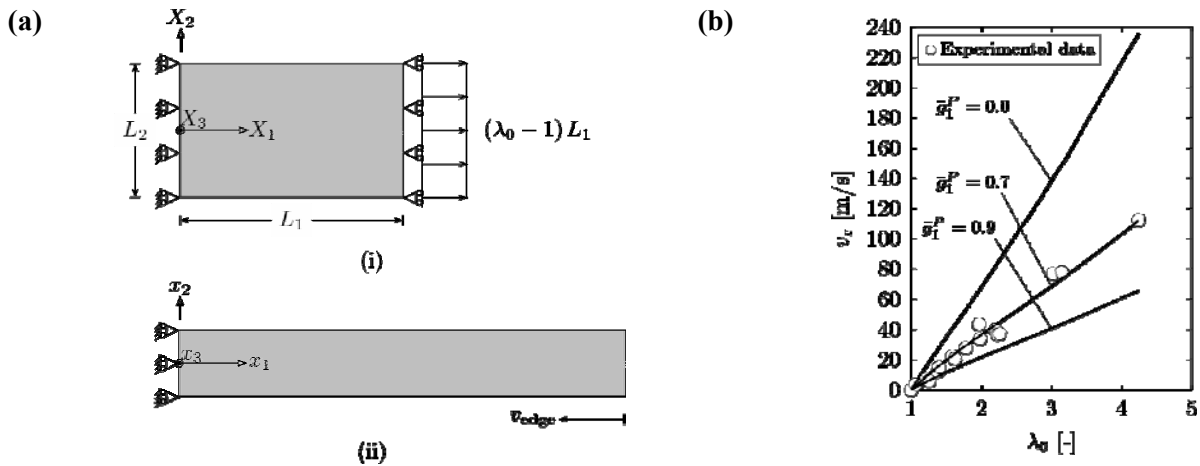 (a)
X₂
L₂
X₃
X₁
(λ₀ − 1) L₁
L₁
(i)
x₂
x₃
x₁
v̄edge
(ii)
(b)
240
220
200
180
160
140
120
100
80
60
40
20
0
vₑ [m/s]
Experimental data
ḡ₁ᴾ = 0.0
ḡ₁ᴾ = 0.7
ḡ₁ᴾ = 0.9
1
2
3
4
5
λ₀ [-]